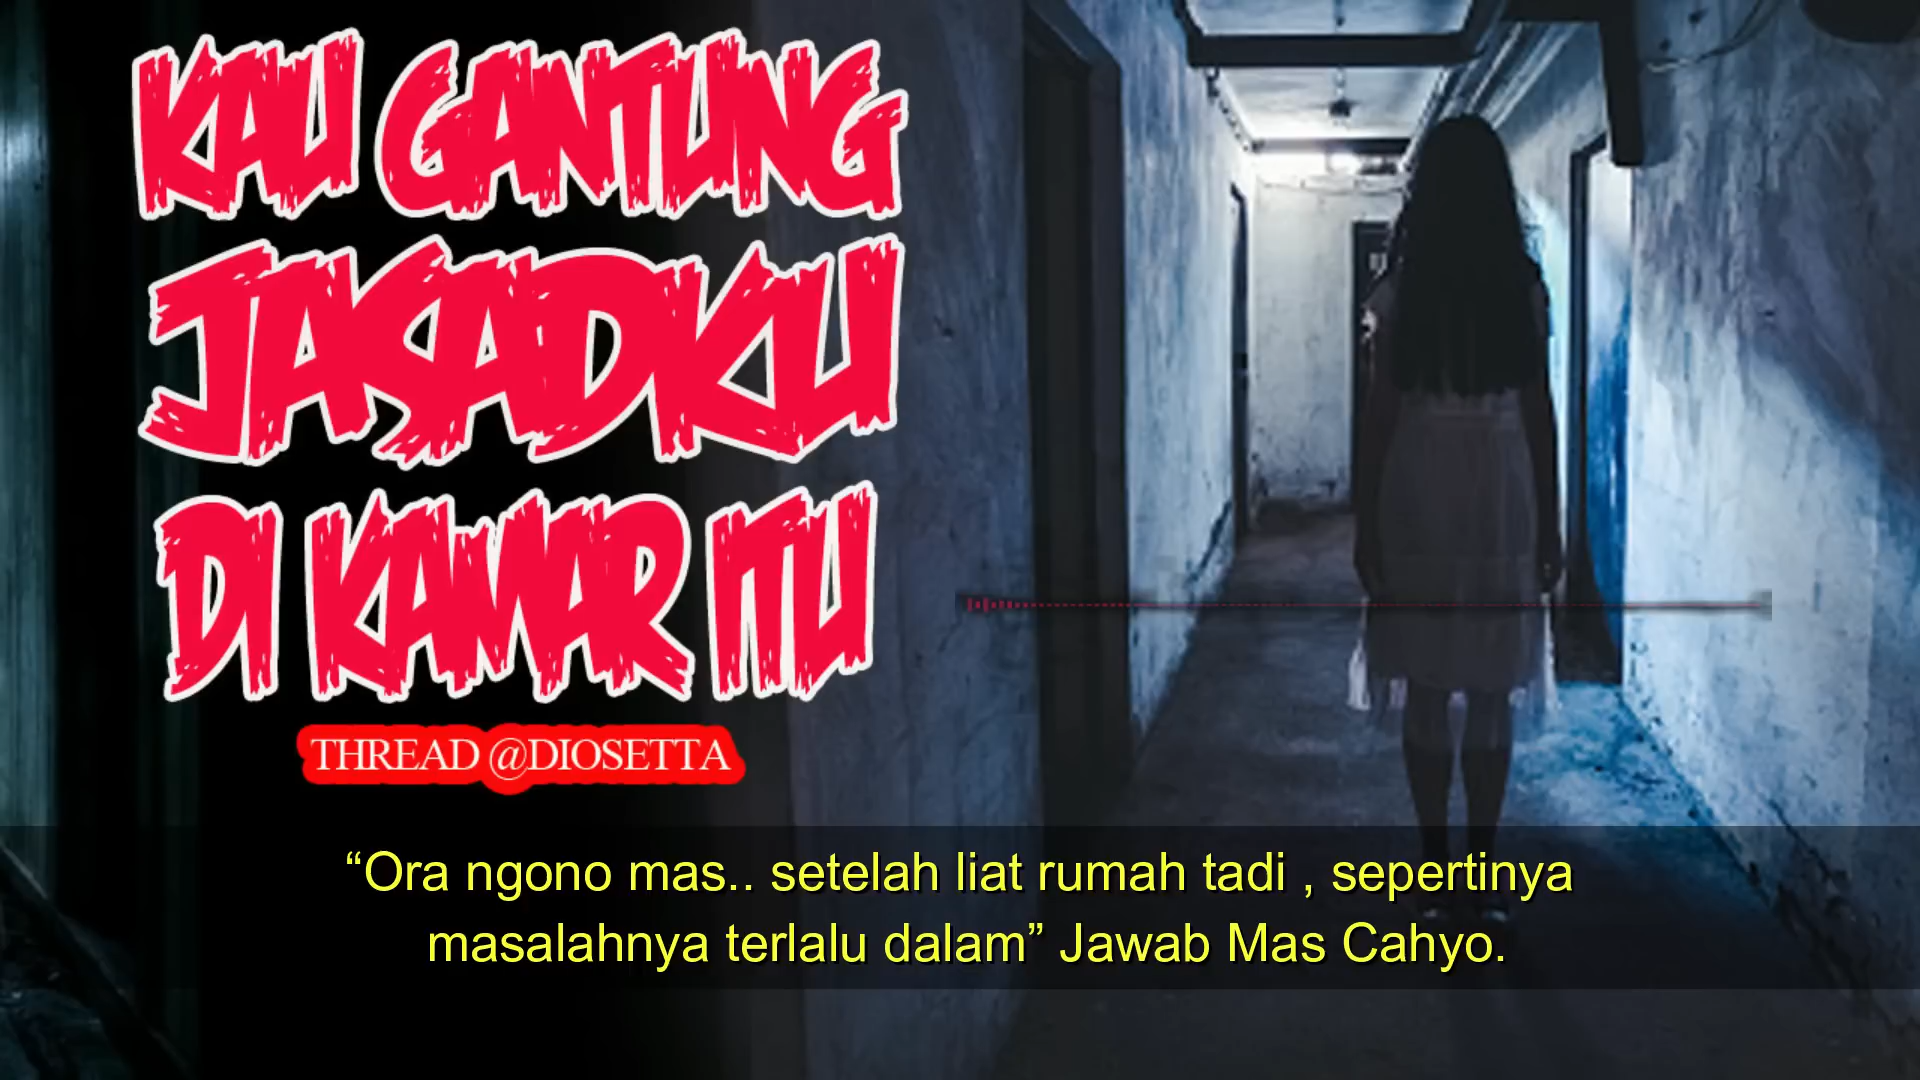 KAU GANTUNG
JASADKU
DI KAMAR ITU
THREAD @DIOSETTA
“Ora ngono mas.. setelah liat rumah tadi , sepertinya
masalahnya terlalu dalam” Jawab Mas Cahyo.